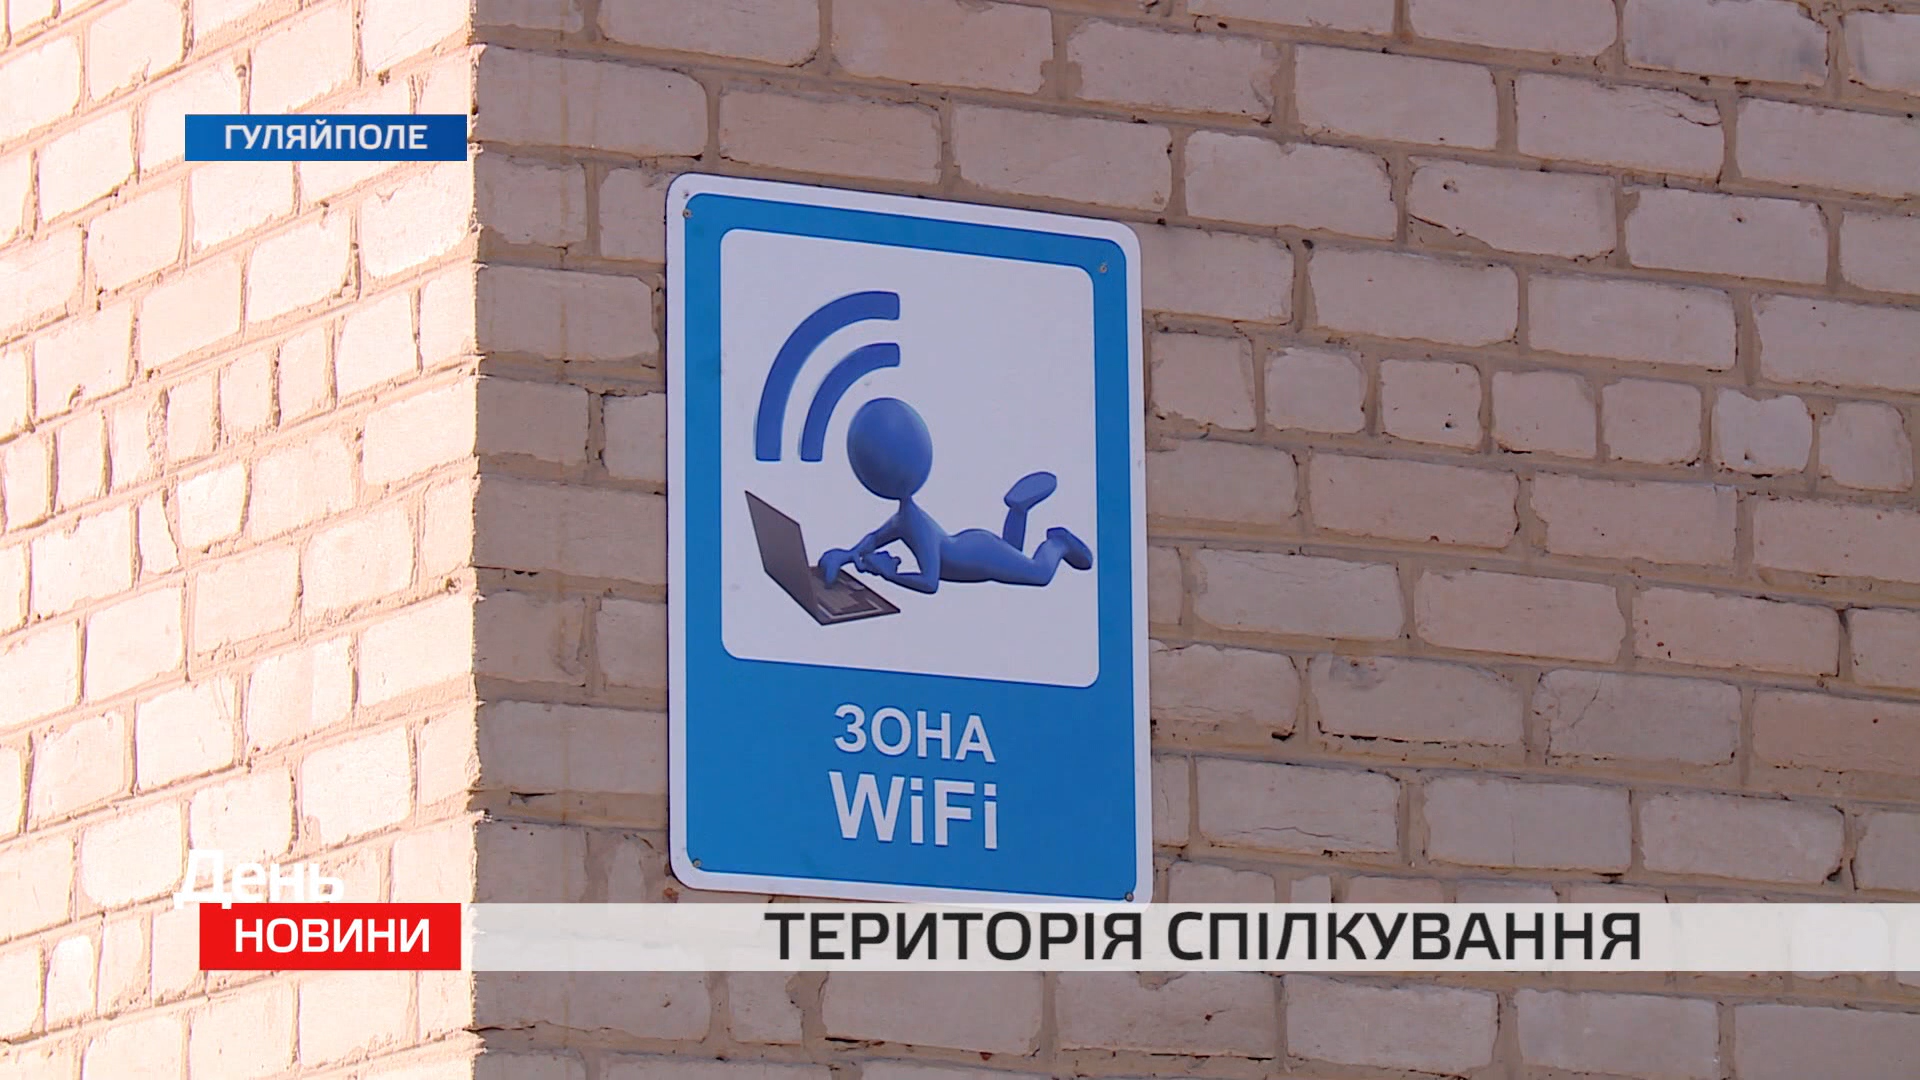 ГУЛЯЙПОЛЕ
ЗОНА
WiFi
День
НОВИНИ
ТЕРИТОРІЯ СПІЛКУВАННЯ